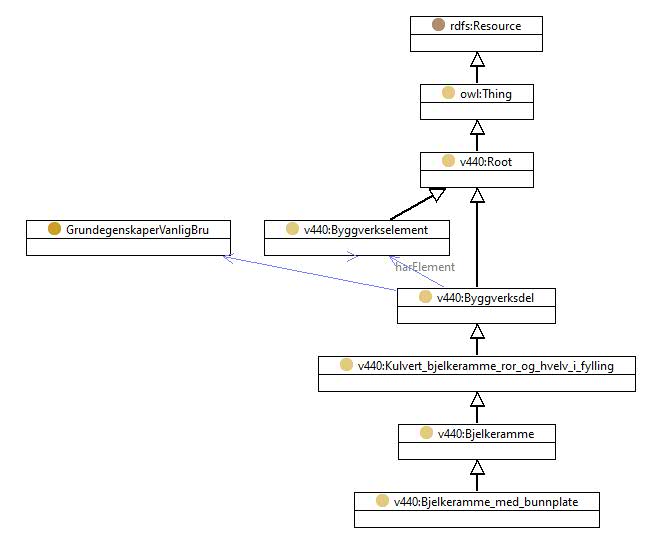 rdfs:Resource
owl:Thing
v440:Root
GrundegenskaperVanligBru
v440:Byggverkselement
harElement
v440:Byggverksdel
v440:Kulvert_bjelkeramme_ror_og_hvelv_i_fylling
v440:Bjelkeramme
v440:Bjelkeramme_med_bunnplate